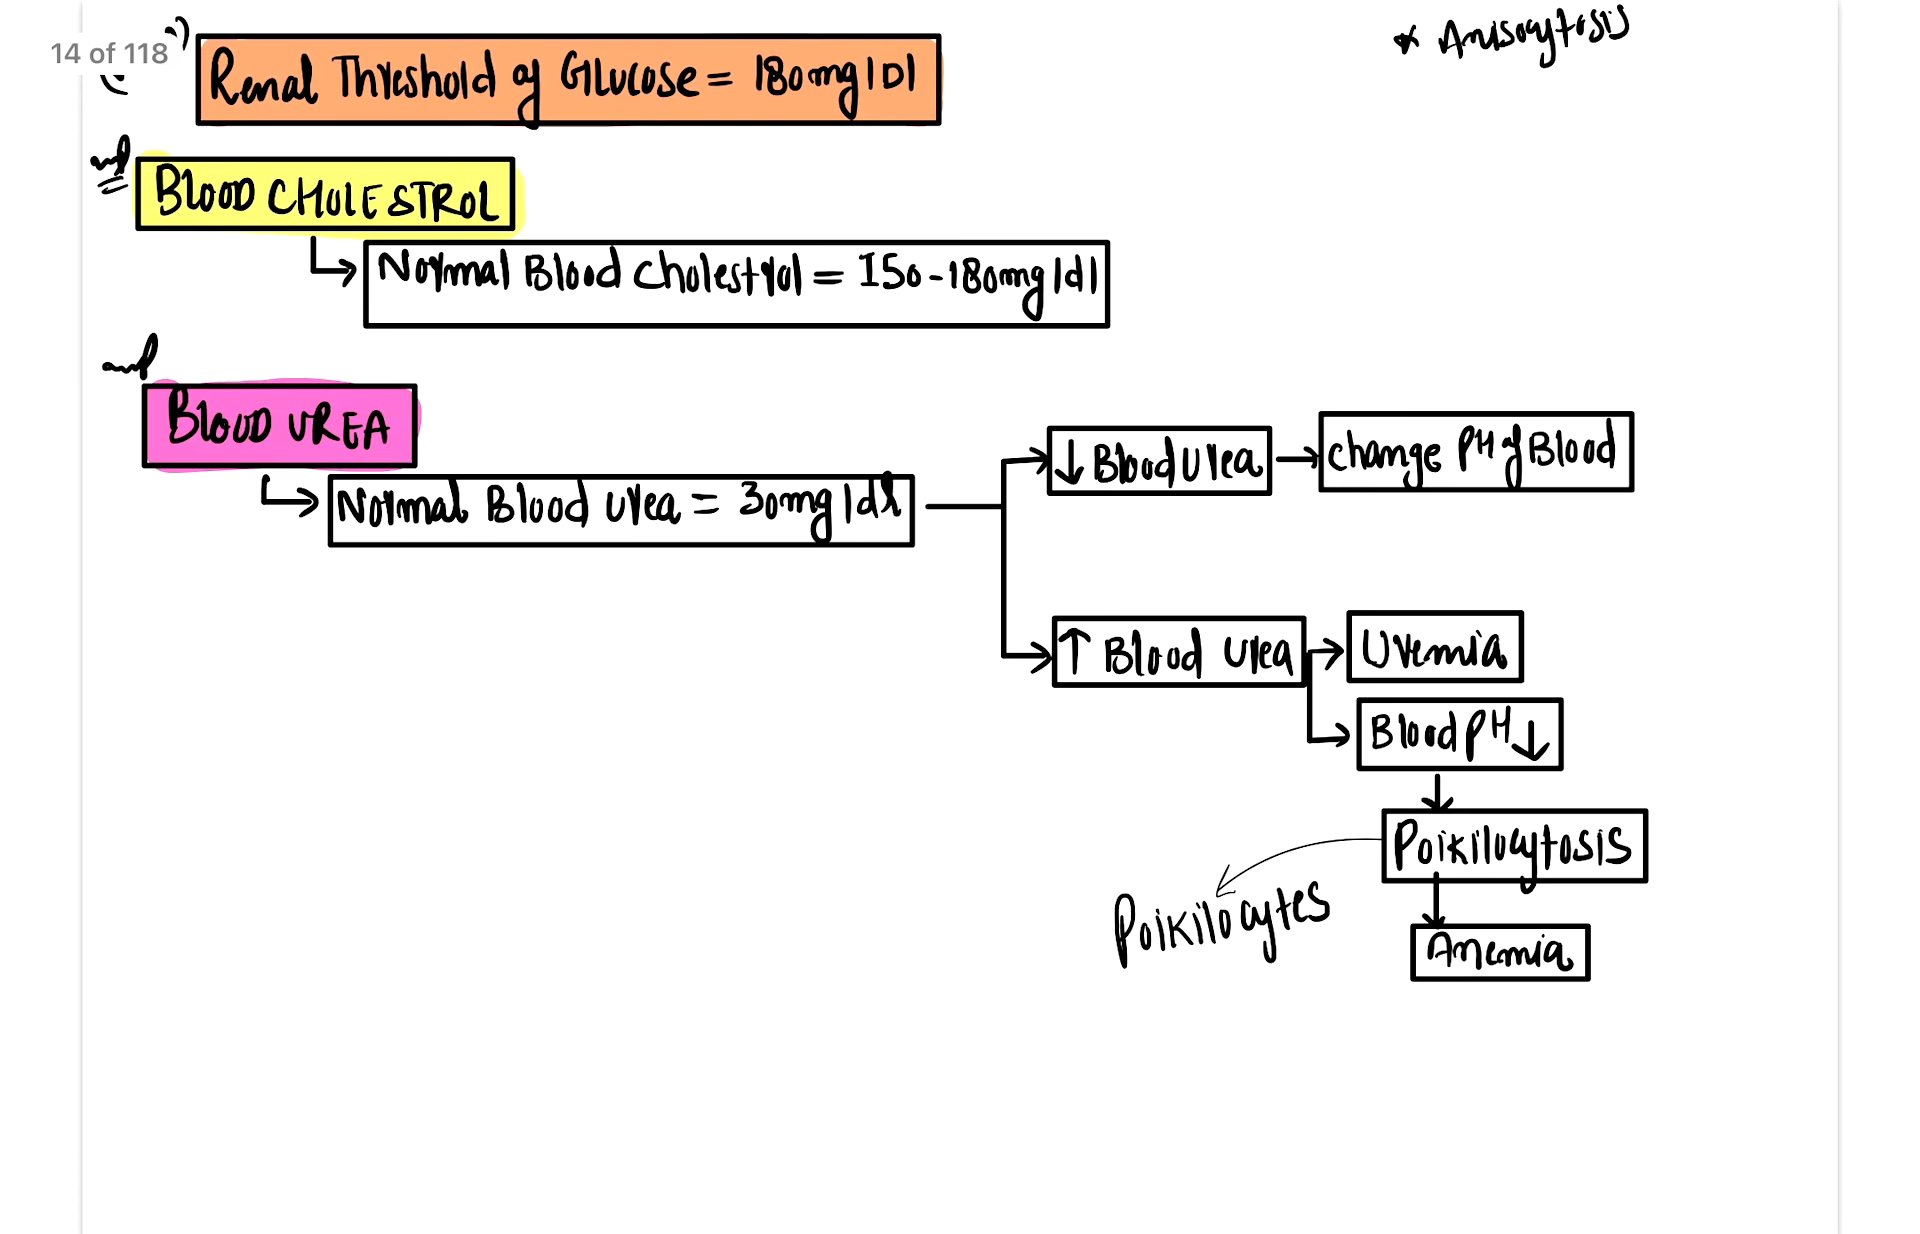 * Anisocytosis
14 of 118
Renal Threshold of Glucose = 180mg|Dl
Imp
BLOOD CHOLESTROL
Normal Blood Cholestrol = 150-180mg|dl
Imp
BLOOD UREA
Normal Blood urea = 30mg|dl
↓ Blood Urea → change PH of Blood
↑ Blood Urea → Uremia
Blood PH ↓
Poikilocytosis
Poikilocytes
Anemia